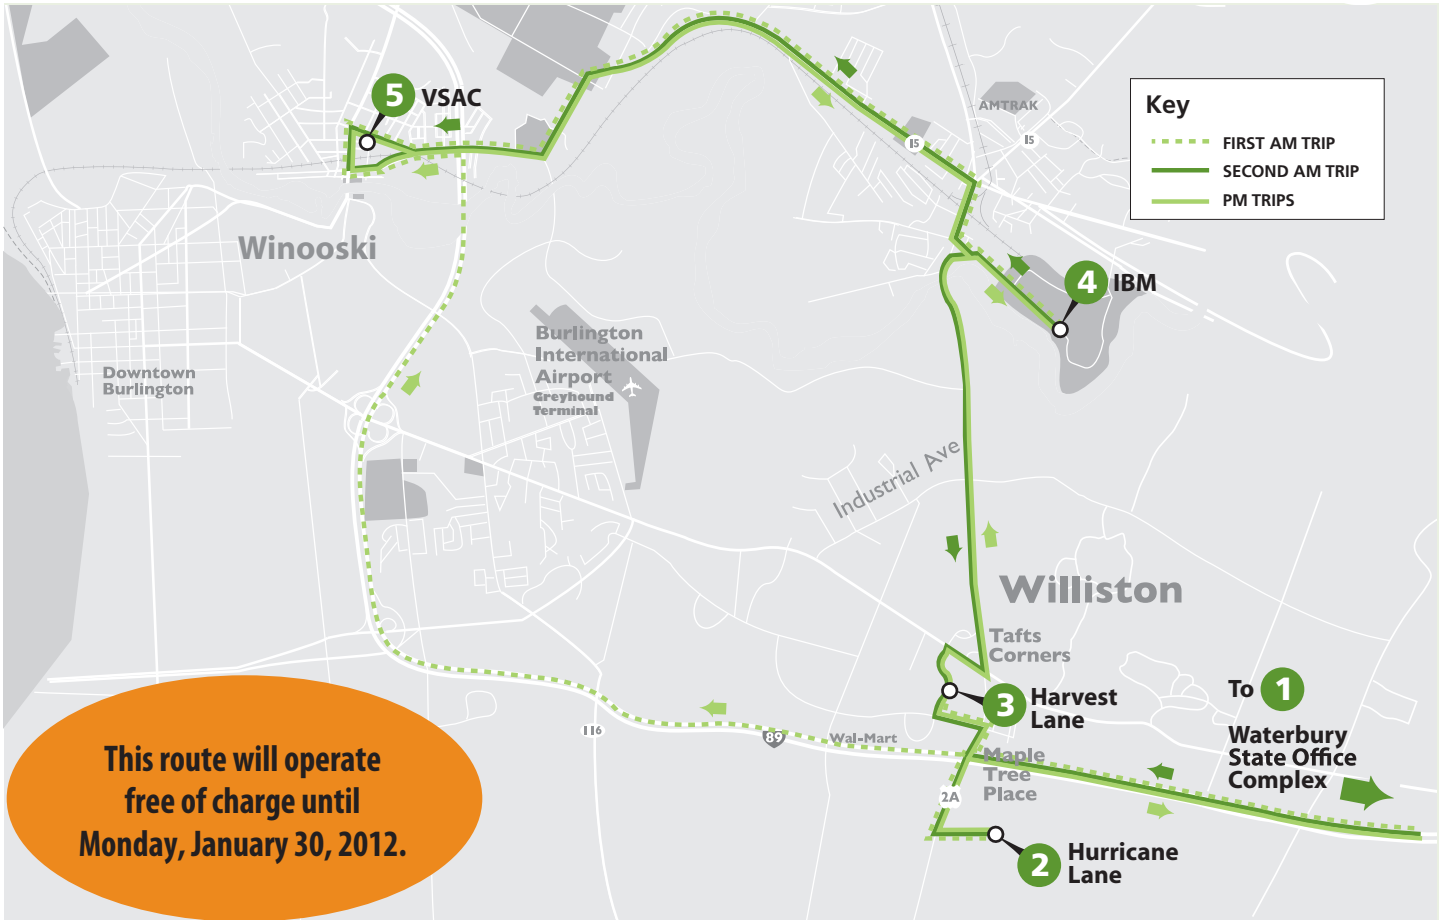 5 VSAC
AMTRAK
15
15
Key
FIRST AM TRIP
SECOND AM TRIP
PM TRIPS
Winooski
4 IBM
Burlington
International
Airport
Greyhound
Terminal
Downtown
Burlington
Industrial Ave
Williston
Tafts
Corners
3 Harvest
Lane
To 1
Waterbury
State Office
Complex
116
89
Wal-Mart
Maple
Tree
Place
2A
2 Hurricane
Lane
This route will operate
free of charge until
Monday, January 30, 2012.